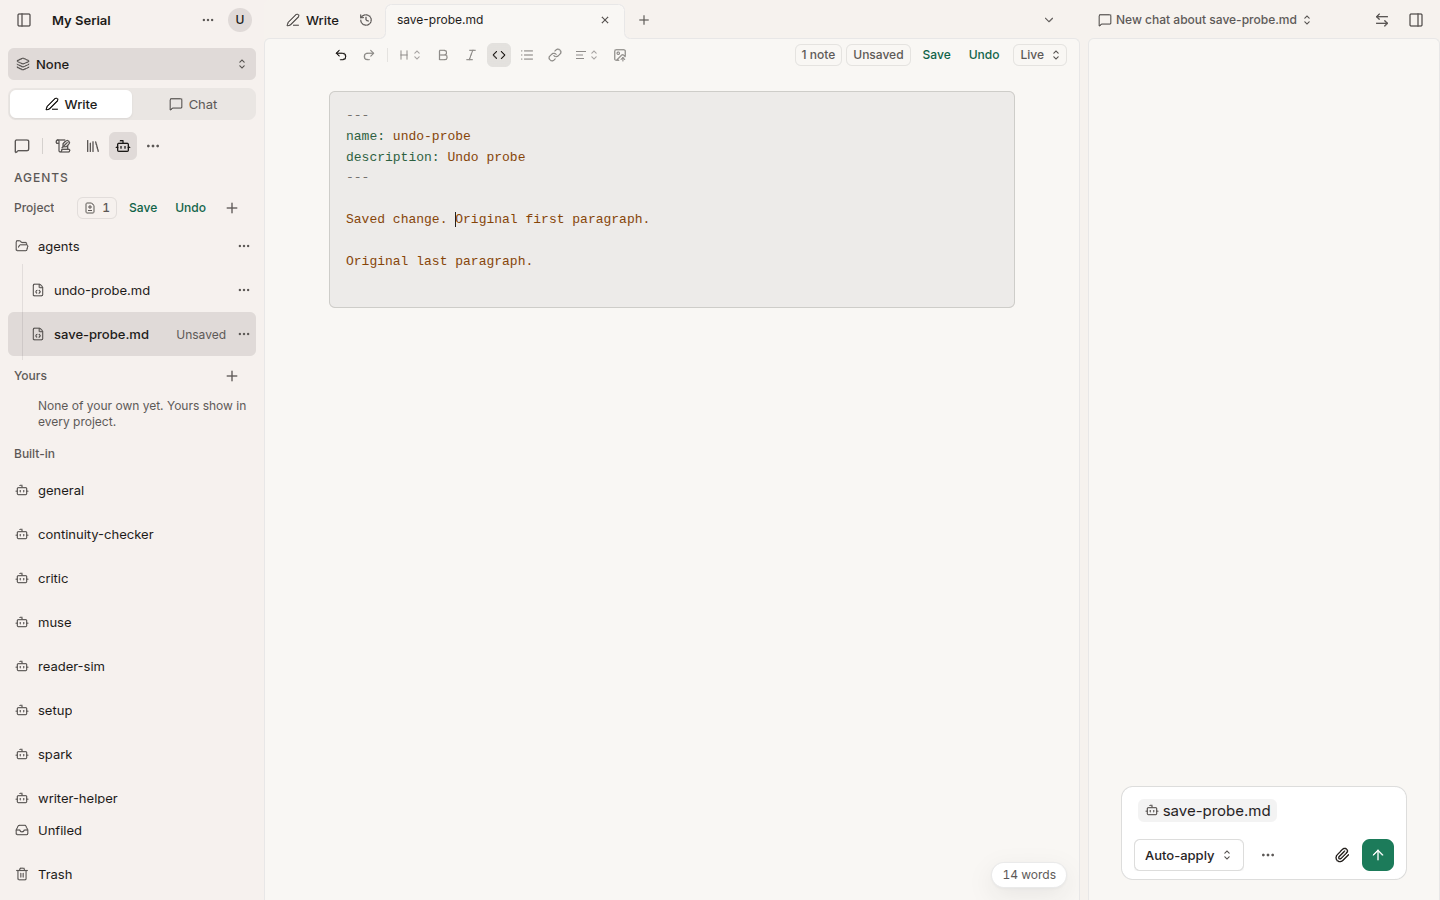 My Serial
U
None
Write
Chat
AGENTS
Project
1
Save
Undo
agents
undo-probe.md
save-probe.md
Unsaved
Yours
None of your own yet. Yours show in
every project.
Built-in
general
continuity-checker
critic
muse
reader-sim
setup
spark
writer-helper
Unfiled
Trash
Write
save-probe.md
H
B
I
1 note
Unsaved
Save
Undo
Live
---
name: undo-probe
description: Undo probe
---
Saved change. Original first paragraph.
Original last paragraph.
14 words
New chat about save-probe.md
save-probe.md
Auto-apply